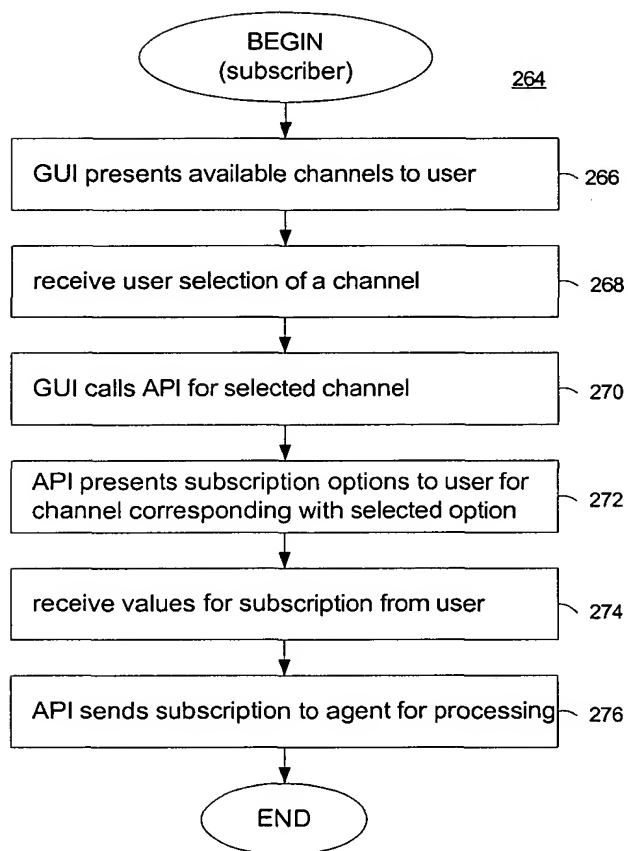 BEGIN
(subscriber)
264
GUI presents available channels to user
266
receive user selection of a channel
268
GUI calls API for selected channel
270
API presents subscription options to user for
channel corresponding with selected option
272
receive values for subscription from user
274
API sends subscription to agent for processing
276
END